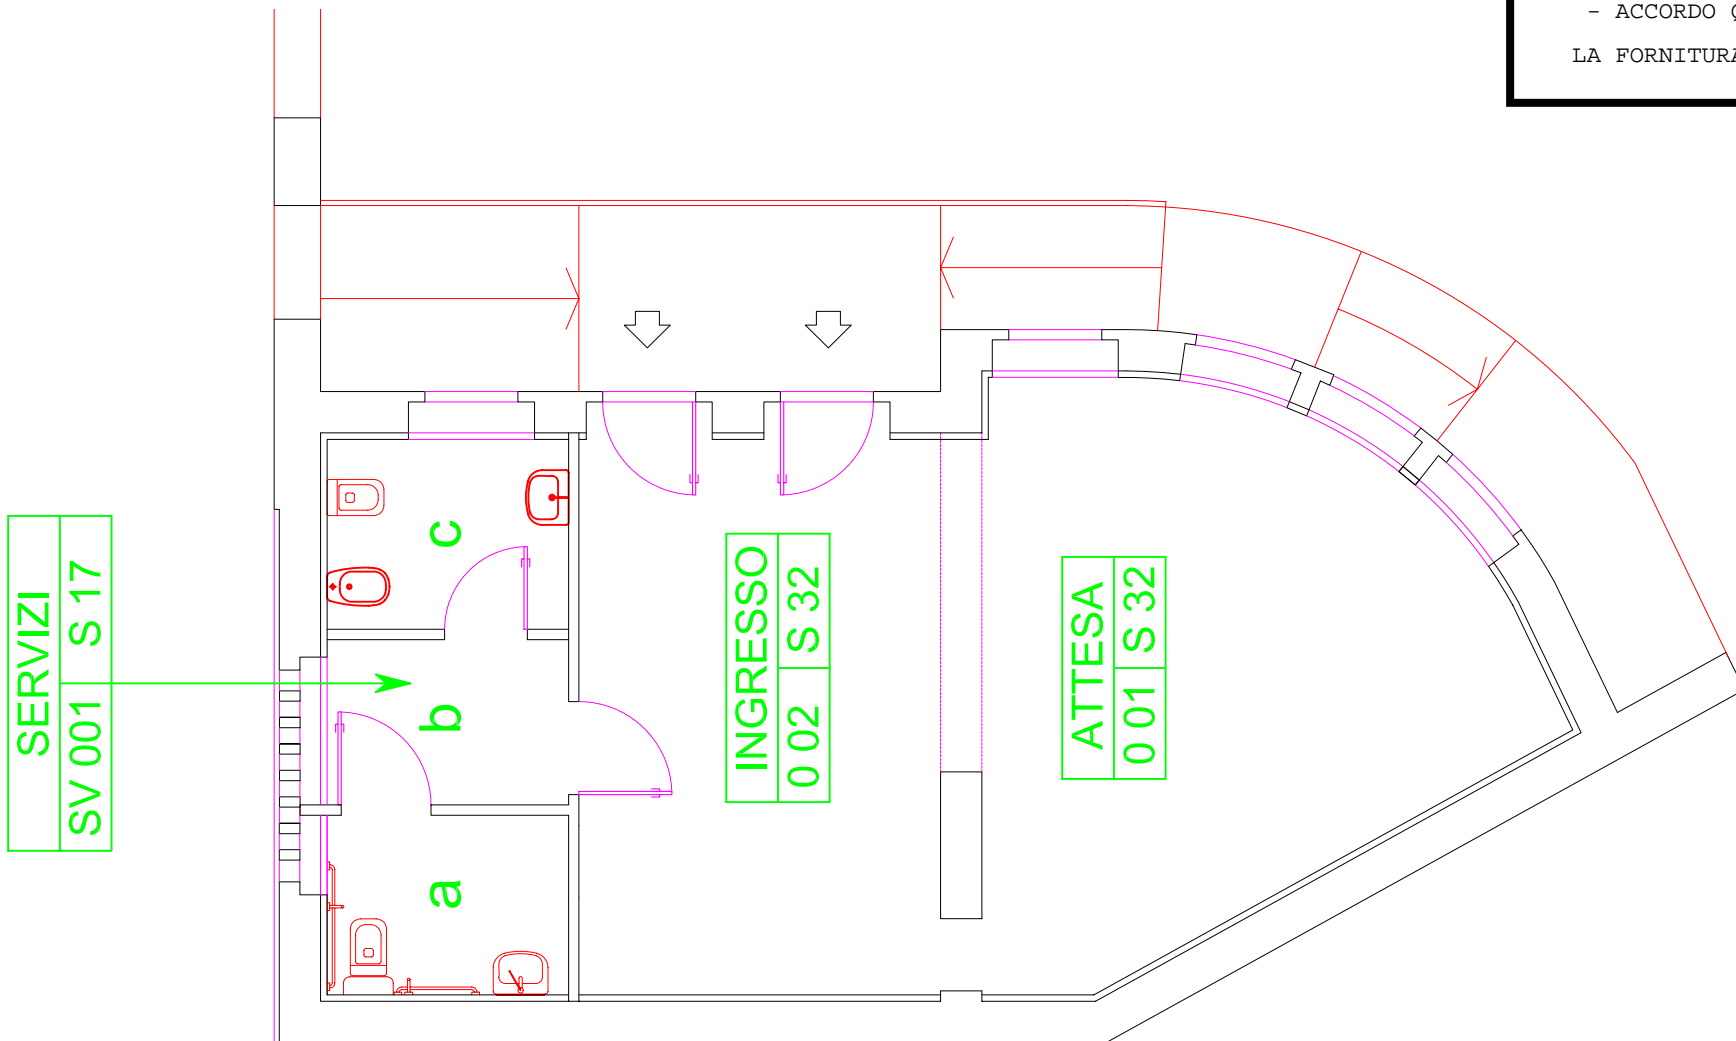 - ACCORDO
LA FORNITURA
SERVIZI
SV 001 S 17
c
b
a
INGRESSO
0 02 S 32
ATTESA
0 01 S 32